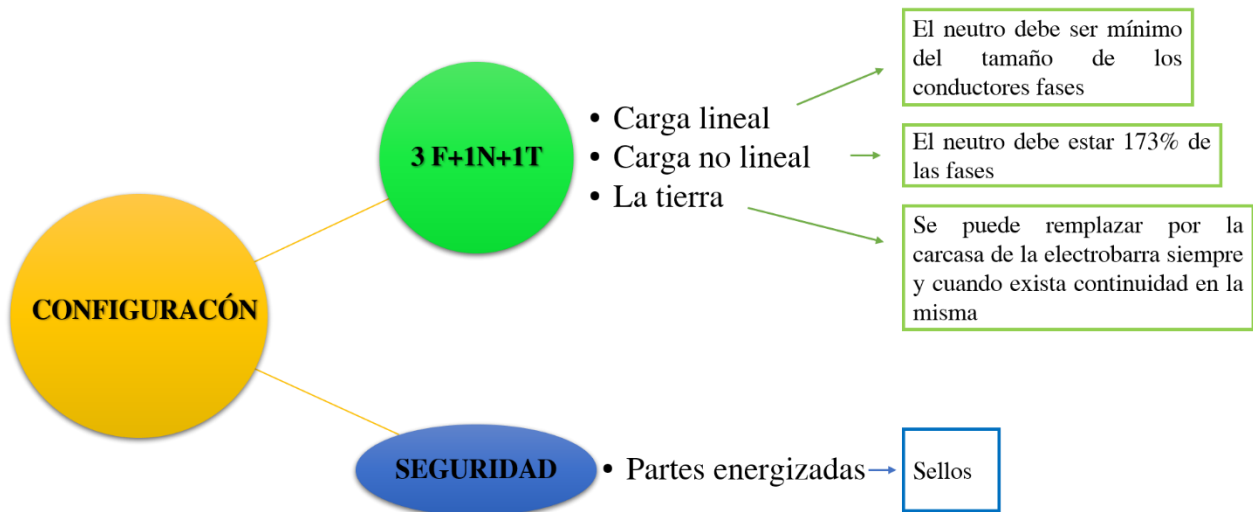 CONFIGURACÓN
3 F+1N+1T
• Carga lineal
• Carga no lineal
• La tierra
El neutro debe ser mínimo
del tamaño de los
conductores fases
El neutro debe estar 173% de
las fases
Se puede remplazar por la
carcasa de la electrobarra siempre
y cuando exista continuidad en la
misma
SEGURIDAD
• Partes energizadas
Sellos